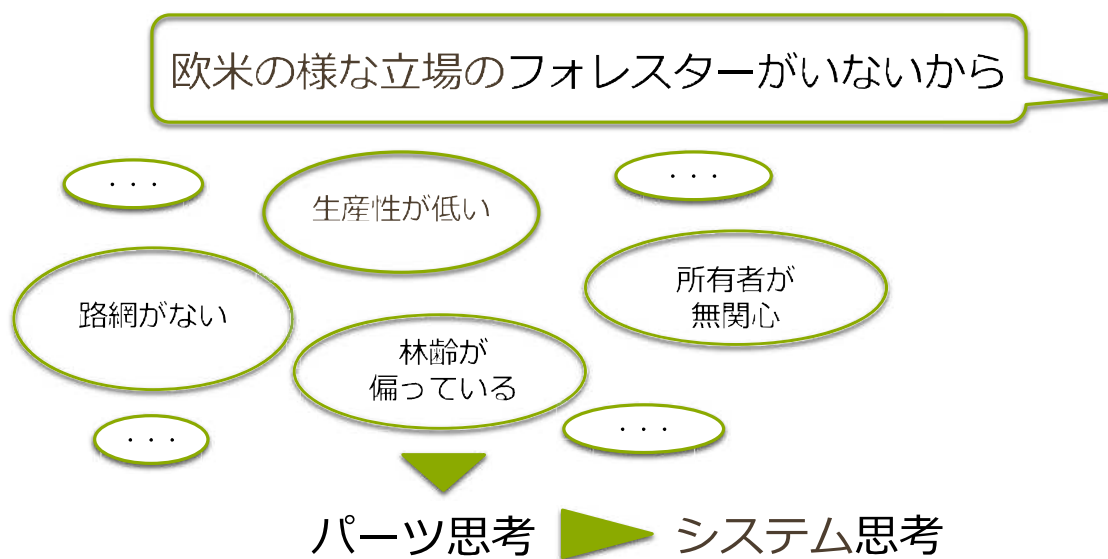 欧米の様な立場のフォレスターがいないから
・・・
生産性が低い
・・・
路網がない
所有者が
無関心
林齢が
偏っている
・・・
・・・
パーツ思考
システム思考